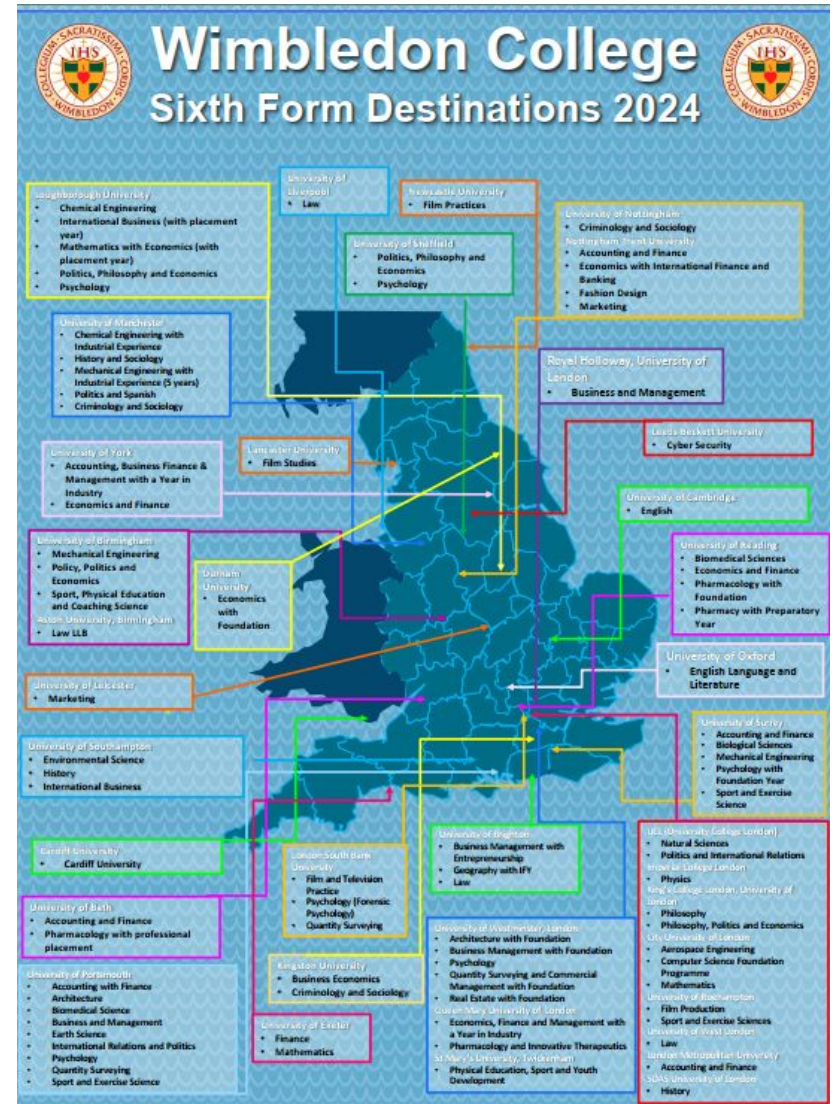 COLLEGIUM SACRATISSIMI CORDIS
IHS
WIMBLEDON
Wimbledon College
Sixth Form Destinations 2024
COLLEGIUM SACRATISSIMI CORDIS
IHS
WIMBLEDON
Loughborough University
• Chemical Engineering
• International Business (with placement
year)
• Mathematics with Economics (with
placement year)
• Politics, Philosophy and Economics
• Psychology
University of
Liverpool
• Law
Newcastle University
• Film Practices
University of Sheffield
• Politics, Philosophy and
Economics
• Psychology
University of Nottingham
• Criminology and Sociology
Nottingham Trent University
• Accounting and Finance
• Economics with International Finance and
Banking
• Fashion Design
• Marketing
University of Manchester
• Chemical Engineering with
Industrial Experience
• History and Sociology
• Mechanical Engineering with
Industrial Experience (5 years)
• Politics and Spanish
• Criminology and Sociology
Royal Holloway, University of
London
• Business and Management
Leeds Beckett University
• Cyber Security
University of York
• Accounting, Business Finance &
Management with a Year in
Industry
• Economics and Finance
Lancaster University
• Film Studies
University of Cambridge
• English
University of Birmingham
• Mechanical Engineering
• Policy, Politics and
Economics
• Sport, Physical Education
and Coaching Science
Aston University, Birmingham
• Law LLB
Durham
University
• Economics
with
Foundation
University of Reading
• Biomedical Sciences
• Economics and Finance
• Pharmacology with
Foundation
• Pharmacy with Preparatory
Year
University of Oxford
• English Language and
Literature
University of Leicester
• Marketing
University of Southampton
• Environmental Science
• History
• International Business
University of Surrey
• Accounting and Finance
• Biological Sciences
• Mechanical Engineering
• Psychology with
Foundation Year
• Sport and Exercise
Science
Cardiff University
• Cardiff University
London South Bank
University
• Film and Television
Practice
• Psychology (Forensic
Psychology)
• Quantity Surveying
University of Brighton
• Business Management with
Entrepreneurship
• Geography with IFY
• Law
UCL (University College London)
• Natural Sciences
• Politics and International Relations
Imperial College London
• Physics
King's College London, University of
London
• Philosophy
• Philosophy, Politics and Economics
City University of London
• Aerospace Engineering
• Computer Science Foundation
Programme
• Mathematics
University of Roehampton
• Film Production
• Sport and Exercise Sciences
University of West London
• Law
London Metropolitan University
• Accounting and Finance
SOAS University of London
• History
University of Bath
• Accounting and Finance
• Pharmacology with professional
placement
University of Westminster, London
• Architecture with Foundation
• Business Management with Foundation
• Psychology
• Quantity Surveying and Commercial
Management with Foundation
• Real Estate with Foundation
Queen Mary University of London
• Economics, Finance and Management with
a Year in Industry
• Pharmacology and Innovative Therapeutics
St Mary's University, Twickenham
• Physical Education, Sport and Youth
Development
Kingston University
• Business Economics
• Criminology and Sociology
University of Portsmouth
• Accounting with Finance
• Architecture
• Biomedical Science
• Business and Management
• Earth Science
• International Relations and Politics
• Psychology
• Quantity Surveying
• Sport and Exercise Science
University of Exeter
• Finance
• Mathematics